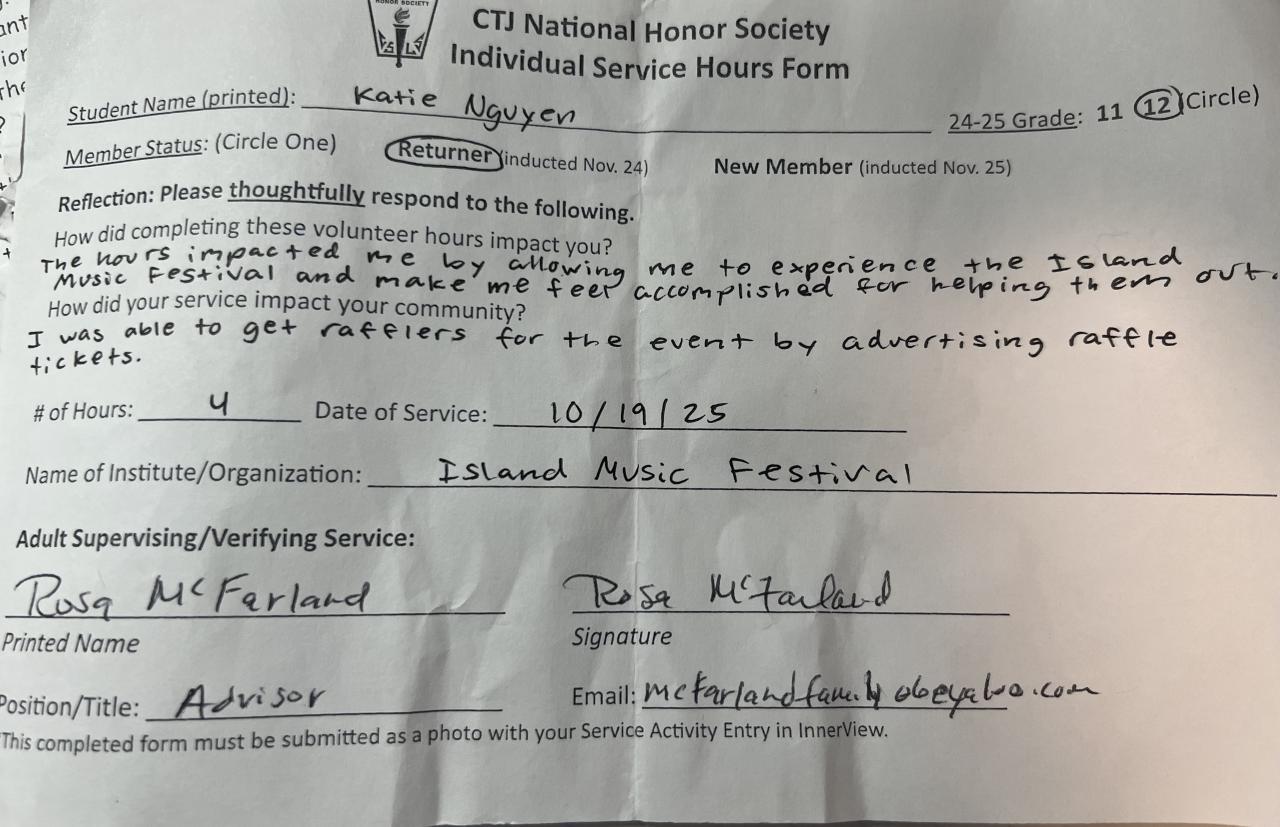 ant
ior
HONOR SOCIETY
CTJ National Honor Society
Individual Service Hours Form
Student Name (printed): Katie Nguyen 24-25 Grade: 11 12 (Circle)
Member Status: (Circle One) Returner (inducted Nov. 24) New Member (inducted Nov. 25)
Reflection: Please thoughtfully respond to the following.
How did completing these volunteer hours impact you?
The hours impacted me by allowing me to experience the Island
Music Festival and make me feel accomplished for helping them out.
How did your service impact your community?
I was able to get rafflers for the event by advertising raffle
tickets.
# of Hours: 4 Date of Service: 10/19/25
Name of Institute/Organization: Island Music Festival
Adult Supervising/Verifying Service:
Rosa McFarland Rosa McFarland
Printed Name Signature
Position/Title: Advisor Email:
This completed form must be submitted as a photo with your Service Activity Entry in InnerView.